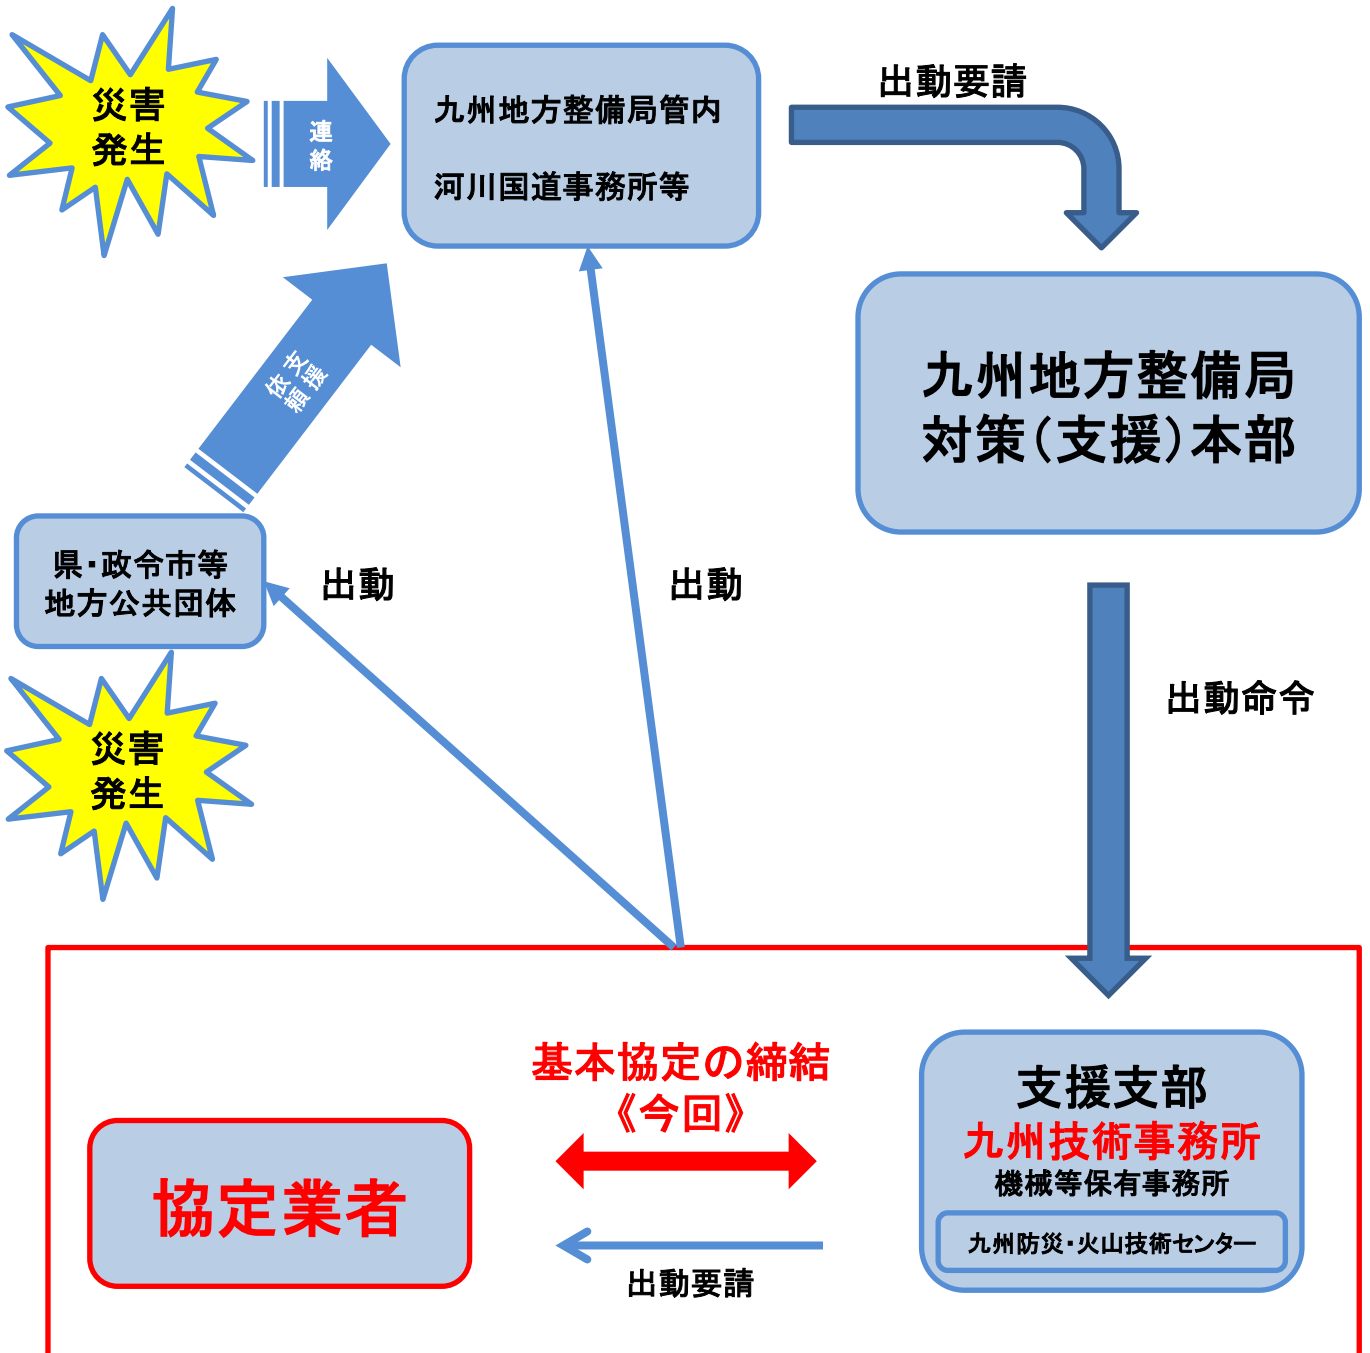 災害
発生
連絡
九州地方整備局管内
河川国道事務所等
出動要請
九州地方整備局
対策（支援）本部
支援
依頼
県・政令市等
地方公共団体
出動
出動
出動命令
災害
発生
基本協定の締結
《今回》
協定業者
出動要請
支援支部
九州技術事務所
機械等保有事務所
九州防災・火山技術センター